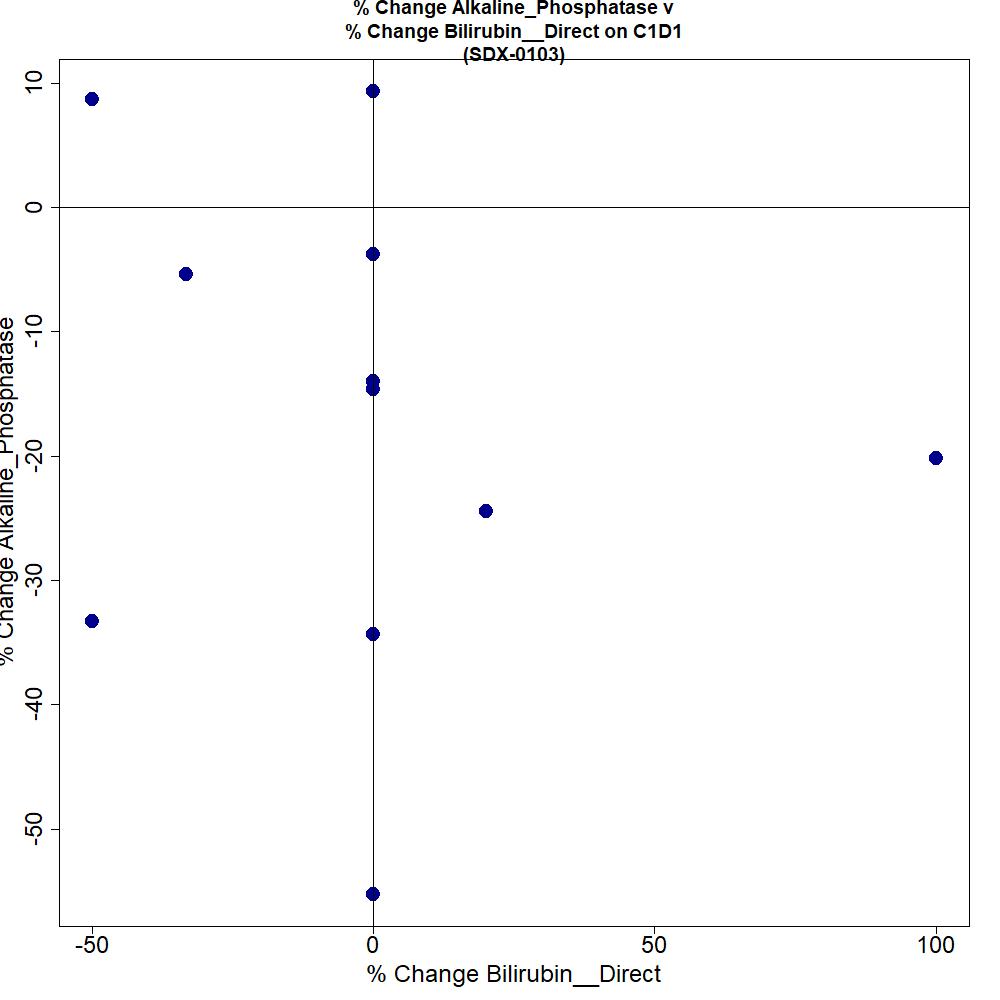 % Change Alkaline_Phosphatase v
% Change Bilirubin__Direct on C1D1
(SDX-0103)
% Change Alkaline_Phosphatase
10
0
-10
-20
-30
-40
-50
-50
0
50
100
% Change Bilirubin__Direct